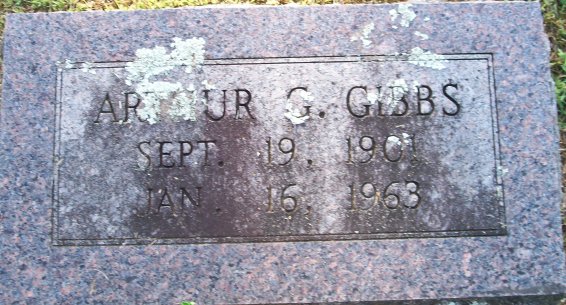 ARTHUR G. GIBBS
SEPT. 19, 1901
JAN. 16, 1963